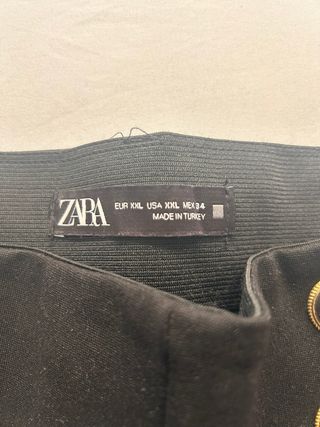 ZARA
EUR XXL USA XXL MEX 34
MADE IN TURKEY